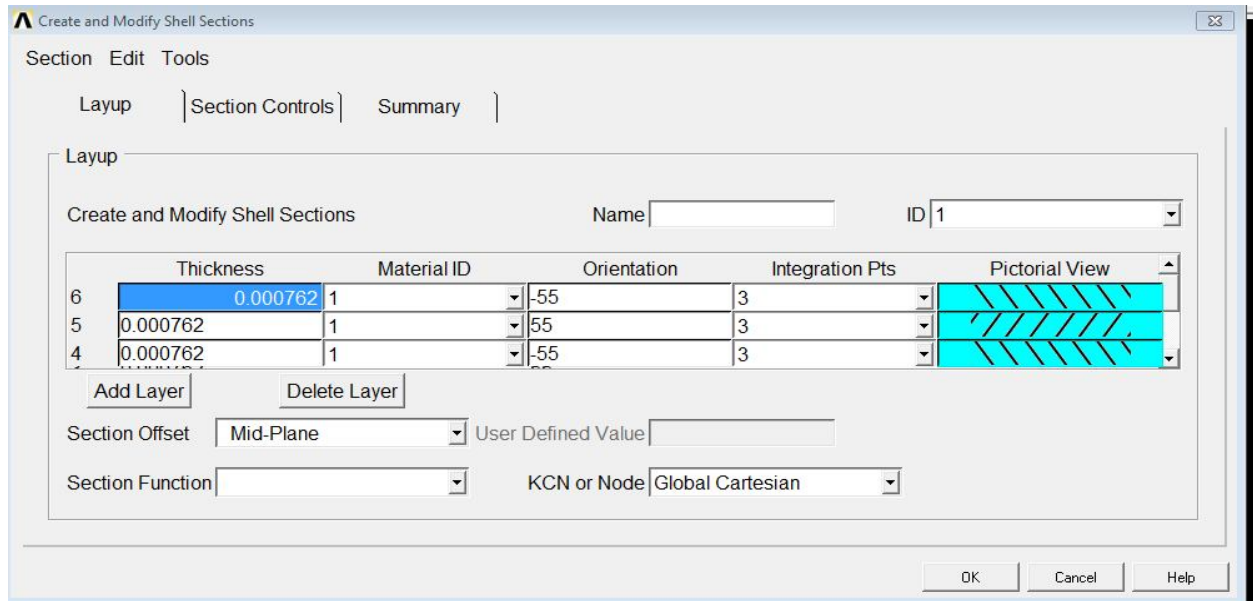 Create and Modify Shell Sections
Section Edit Tools
Layup Section Controls Summary
Layup
Create and Modify Shell Sections Name ID 1
Thickness Material ID Orientation Integration Pts Pictorial View
6 0.000762 1 -55 3
5 0.000762 1 55 3
4 0.000762 1 -55 3
Add Layer Delete Layer
Section Offset Mid-Plane User Defined Value
Section Function KCN or Node Global Cartesian
OK Cancel Help